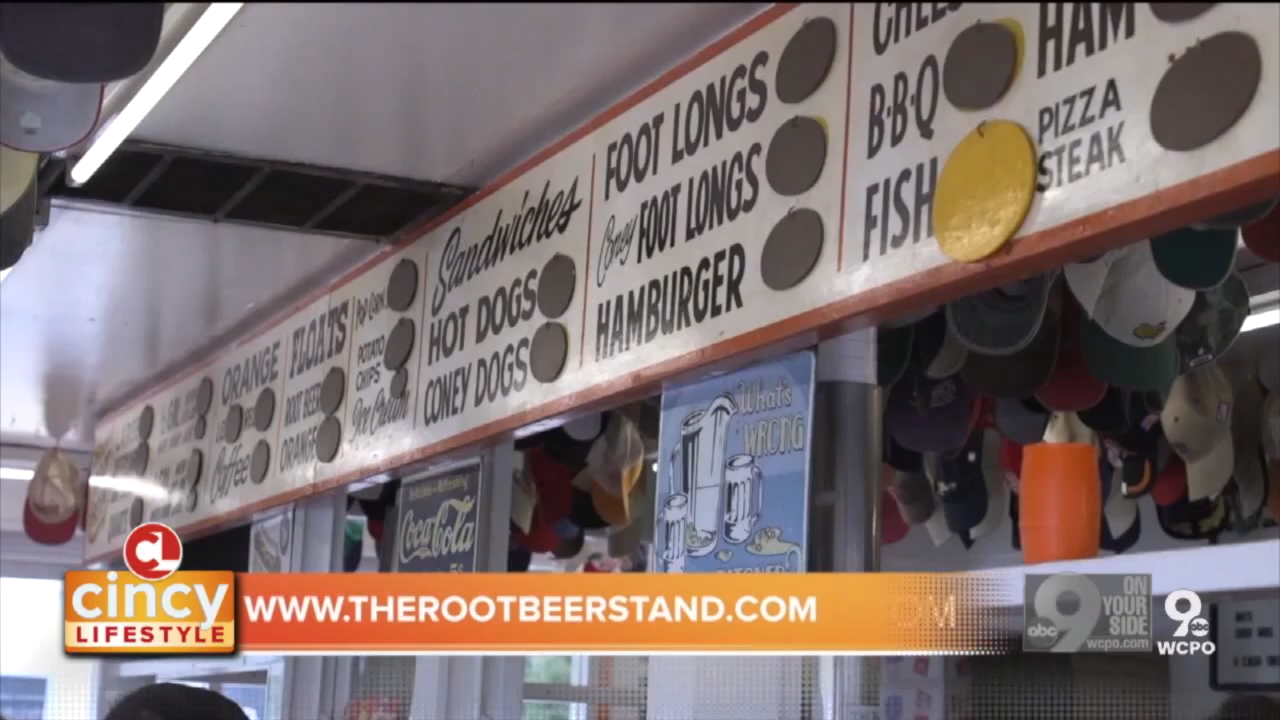 ORANGE
Coffee
FLOATS
ROOT BEER
ORANGE
POP CORN
POTATO
CHIPS
Ice Cream
Sandwiches
HOT DOGS
CONEY DOGS
FOOT LONGS
Coney FOOT LONGS
HAMBURGER
B·B·Q
FISH
HAM
PIZZA
STEAK
What's
WRONG
Coca-Cola
5¢
CL
cincy
LIFESTYLE
WWW.THEROOTBEERSTAND.COM
abc 9 ON
YOUR
SIDE
wcpo.com
9 abc
WCPO